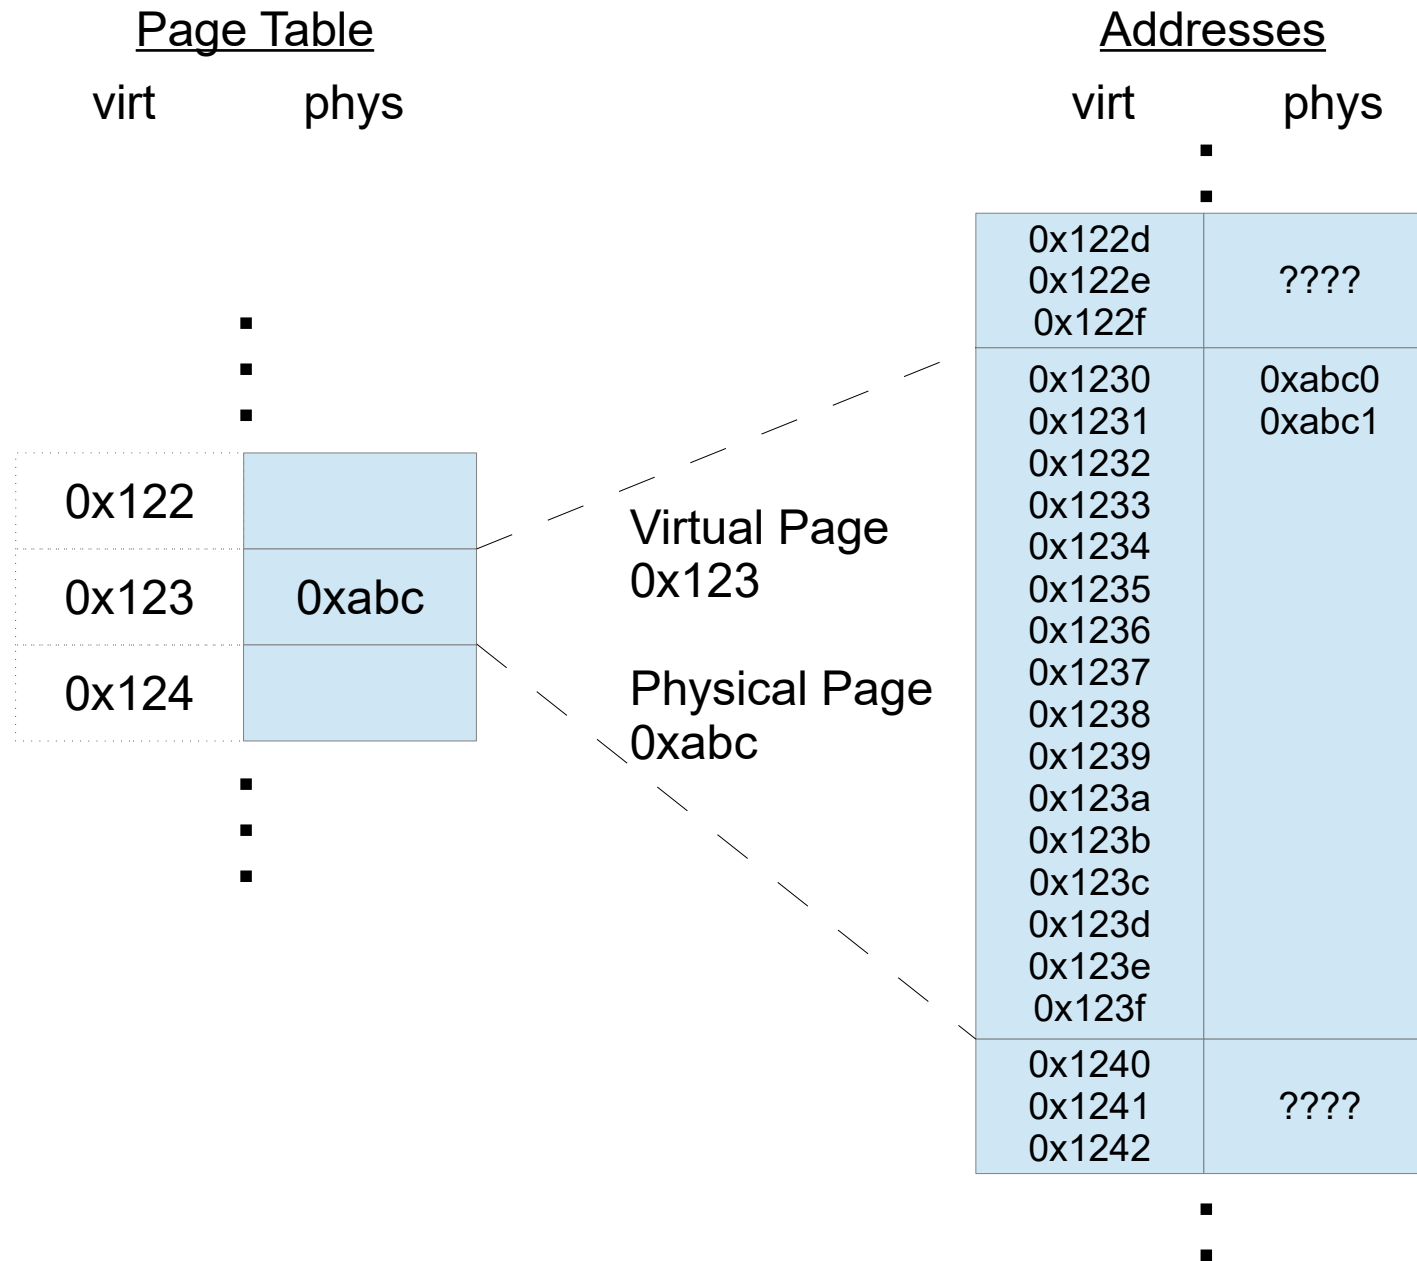 Page Table
virt phys
0x122
0x123 0xabc
0x124
Virtual Page
0x123
Physical Page
0xabc
Addresses
virt phys
0x122d
0x122e ????
0x122f
0x1230 0xabc0
0x1231 0xabc1
0x1232
0x1233
0x1234
0x1235
0x1236
0x1237
0x1238
0x1239
0x123a
0x123b
0x123c
0x123d
0x123e
0x123f
0x1240
0x1241 ????
0x1242